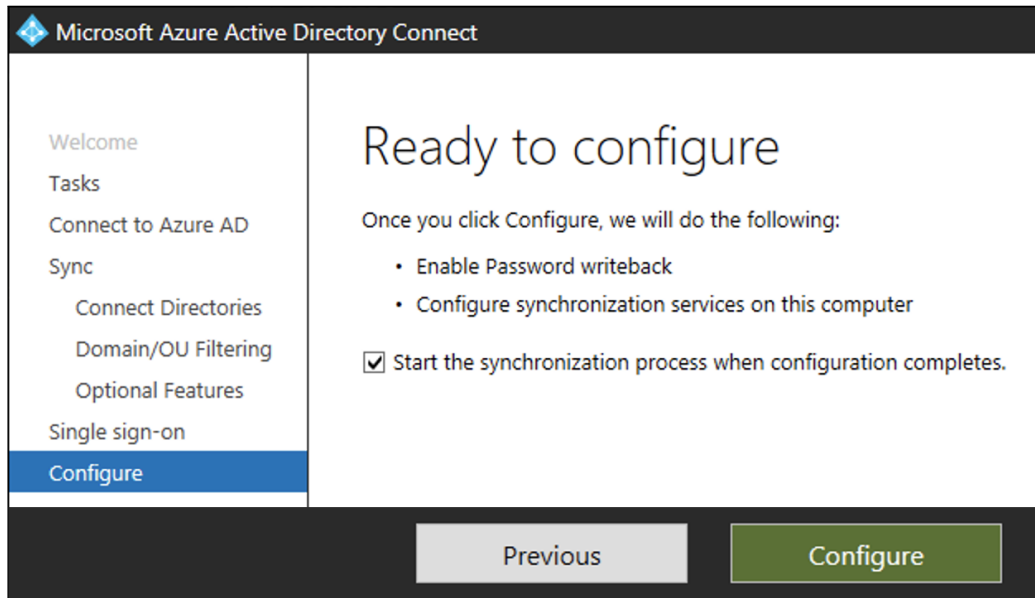 Microsoft Azure Active Directory Connect
Welcome
Tasks
Connect to Azure AD
Sync
Connect Directories
Domain/OU Filtering
Optional Features
Single sign-on
Configure
Ready to configure
Once you click Configure, we will do the following:
• Enable Password writeback
• Configure synchronization services on this computer
Start the synchronization process when configuration completes.
Previous
Configure